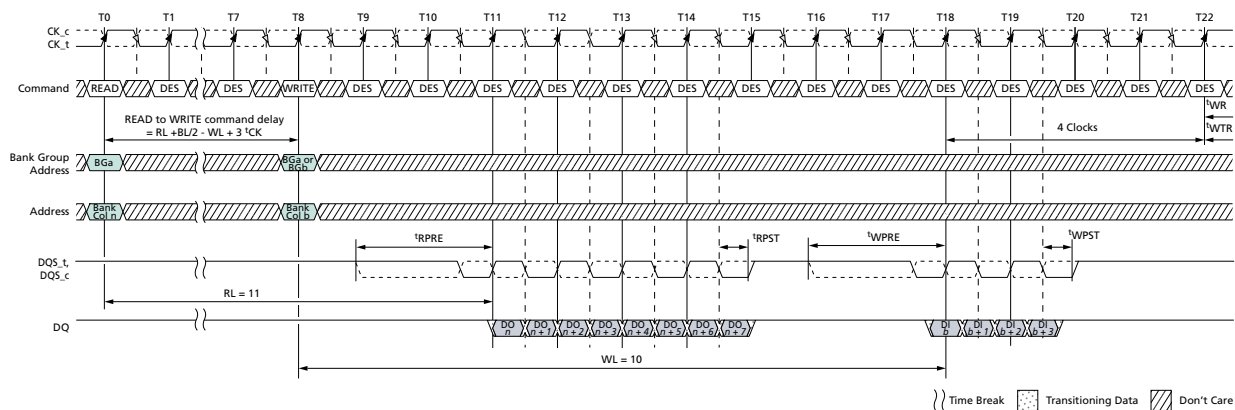 T0 T1 T7 T8 T9 T10 T11 T12 T13 T14 T15 T16 T17 T18 T19 T20 T21 T22
CK_c
CK_t
Command READ DES DES WRITE DES DES DES DES DES DES DES DES DES DES DES DES DES DES
READ to WRITE command delay
= RL +BL/2 - WL + 3 tCK
tWR
4 Clocks
tWTR
Bank Group
Address
BGa
BGa or
BGb
Address
Bank
Col n
Bank
Col b
tRPRE
tRPST
tWPRE
tWPST
DQS_t,
DQS_c
RL = 11
DQ
DO n
DO n + 1
DO n + 2
DO n + 3
DO n + 4
DO n + 5
DO n + 6
DO n + 7
DI b
DI b + 1
DI b + 2
DI b + 3
WL = 10
Time Break
Transitioning Data
Don't Care